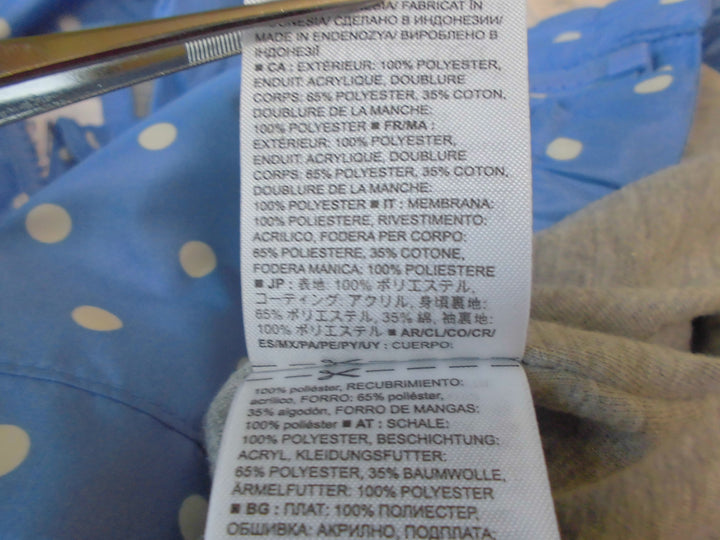 FABRICAT ÎN
INDONESIA/ СДЕЛАНО В ИНДОНЕЗИИ/
MADE IN ENDENOZYA/ ВИРОБЛЕНО В
ІНДОНЕЗІЇ
■ CA : EXTÉRIEUR: 100% POLYESTER,
ENDUIT: ACRYLIQUE, DOUBLURE
CORPS: 65% POLYESTER, 35% COTON,
DOUBLURE DE LA MANCHE:
100% POLYESTER ■ FR/MA :
EXTÉRIEUR: 100% POLYESTER,
ENDUIT: ACRYLIQUE, DOUBLURE
CORPS: 65% POLYESTER, 35% COTON,
DOUBLURE DE LA MANCHE:
100% POLYESTER ■ IT : MEMBRANA:
100% POLIESTERE, RIVESTIMENTO:
ACRILICO, FODERA PER CORPO:
65% POLIESTERE, 35% COTONE,
FODERA MANICA: 100% POLIESTERE
■ JP : 表地: 100% ポリエステル,
コーティング: アクリル, 身頃裏地:
65% ポリエステル, 35% 綿, 袖裏地:
100% ポリエステル ■ AR/CL/CO/CR/
ES/MX/PA/PE/PY/UY : CUERPO:
100% poliéster, RECUBRIMIENTO:
acrílico, FORRO: 65% poliéster,
35% algodón, FORRO DE MANGAS:
100% poliéster ■ AT : SCHALE:
100% POLYESTER, BESCHICHTUNG:
ACRYL, KLEIDUNGSFUTTER:
65% POLYESTER, 35% BAUMWOLLE,
ÄRMELFUTTER: 100% POLYESTER
■ BG : ПЛАТ: 100% ПОЛИЕСТЕР,
ОБШИВКА: АКРИЛНО, ПОДПЛАТА: